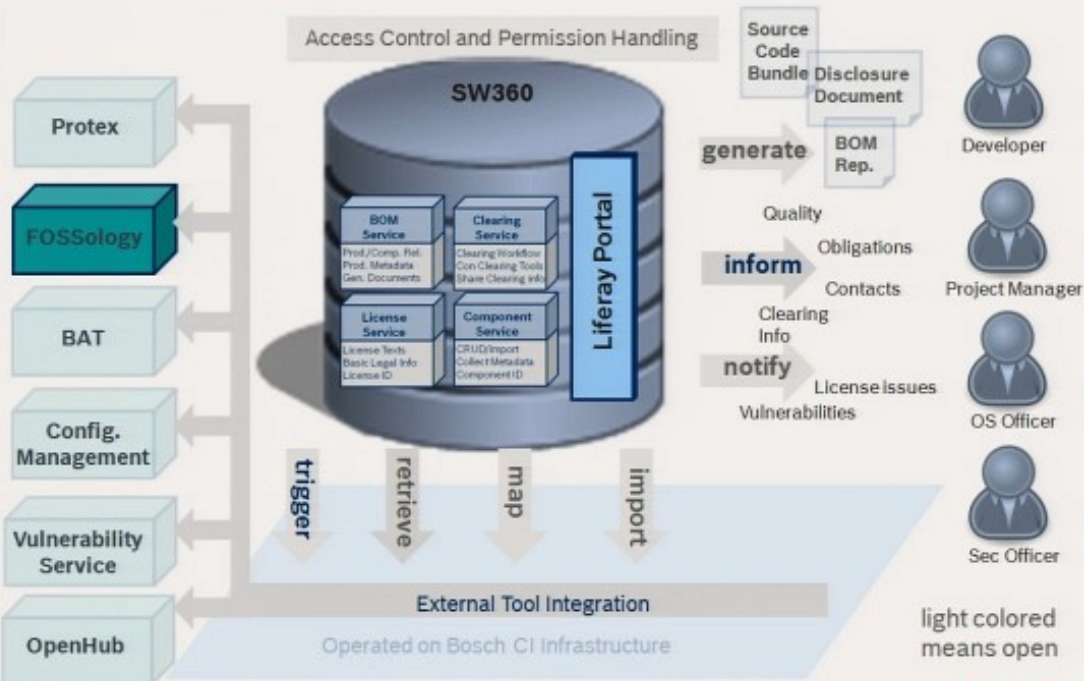 Access Control and Permission Handling
SW360
Protex
FOSSology
BAT
Config.
Management
Vulnerability
Service
OpenHub
BOM
Service
Prod./Comp. Rel.
Prod. Metadata
Gen. Documents
Clearing
Service
Clearing Workflow
Con Clearing Tools
Share Clearing info
License
Service
License Texts
Basic Legal Info
License ID
Component
Service
CRUD/Import
Collect Metadata
Component ID
Liferay Portal
generate
Source
Code
Bundle
Disclosure
Document
BOM
Rep.
inform
Quality
Obligations
Contacts
Clearing
Info
notify
License issues
Vulnerabilities
Developer
Project Manager
OS Officer
Sec Officer
trigger
retrieve
map
import
External Tool Integration
Operated on Bosch CI Infrastructure
light colored
means open